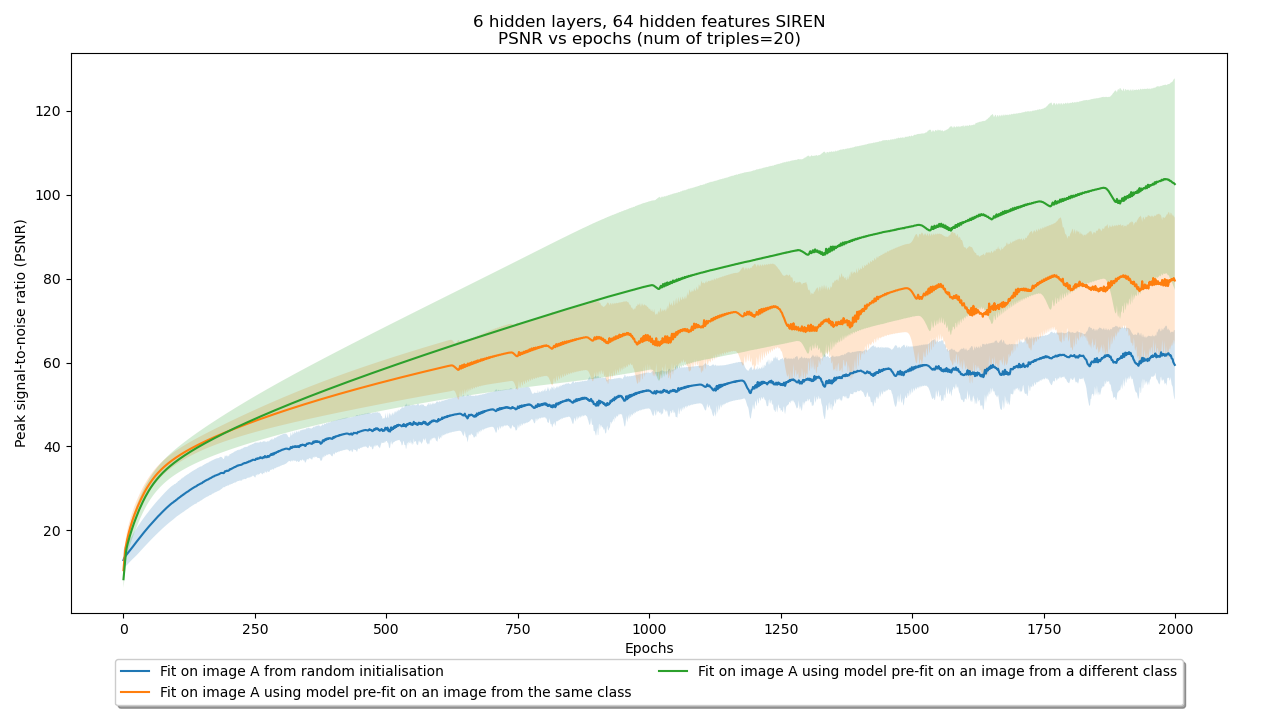 6 hidden layers, 64 hidden features SIREN
PSNR vs epochs (num of triples=20)
Peak signal-to-noise ratio (PSNR)
120
100
80
60
40
20
0 250 500 750 1000 1250 1500 1750 2000
Epochs
Fit on image A from random initialisation
Fit on image A using model pre-fit on an image from the same class
Fit on image A using model pre-fit on an image from a different class